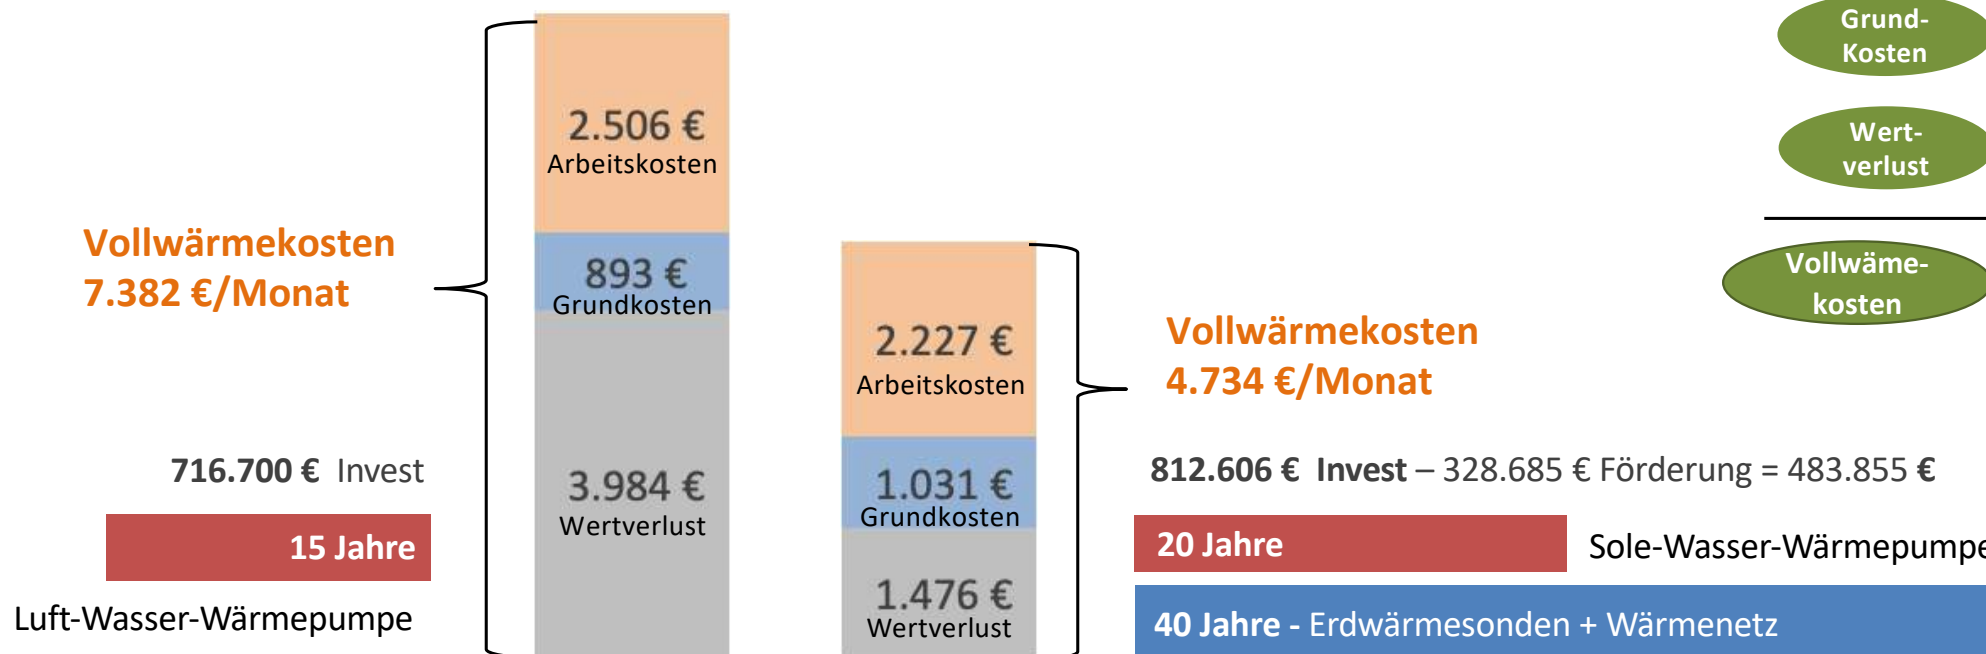 Grund-
Kosten
Wert-
verlust
Vollwäme-
kosten
Vollwärmekosten
7.382 €/Monat
2.506 €
Arbeitskosten
893 €
Grundkosten
3.984 €
Wertverlust
716.700 € Invest
15 Jahre
Luft-Wasser-Wärmepumpe
2.227 €
Arbeitskosten
1.031 €
Grundkosten
1.476 €
Wertverlust
Vollwärmekosten
4.734 €/Monat
812.606 € Invest – 328.685 € Förderung = 483.855 €
20 Jahre
Sole-Wasser-Wärmepumpe
40 Jahre - Erdwärmesonden + Wärmenetz